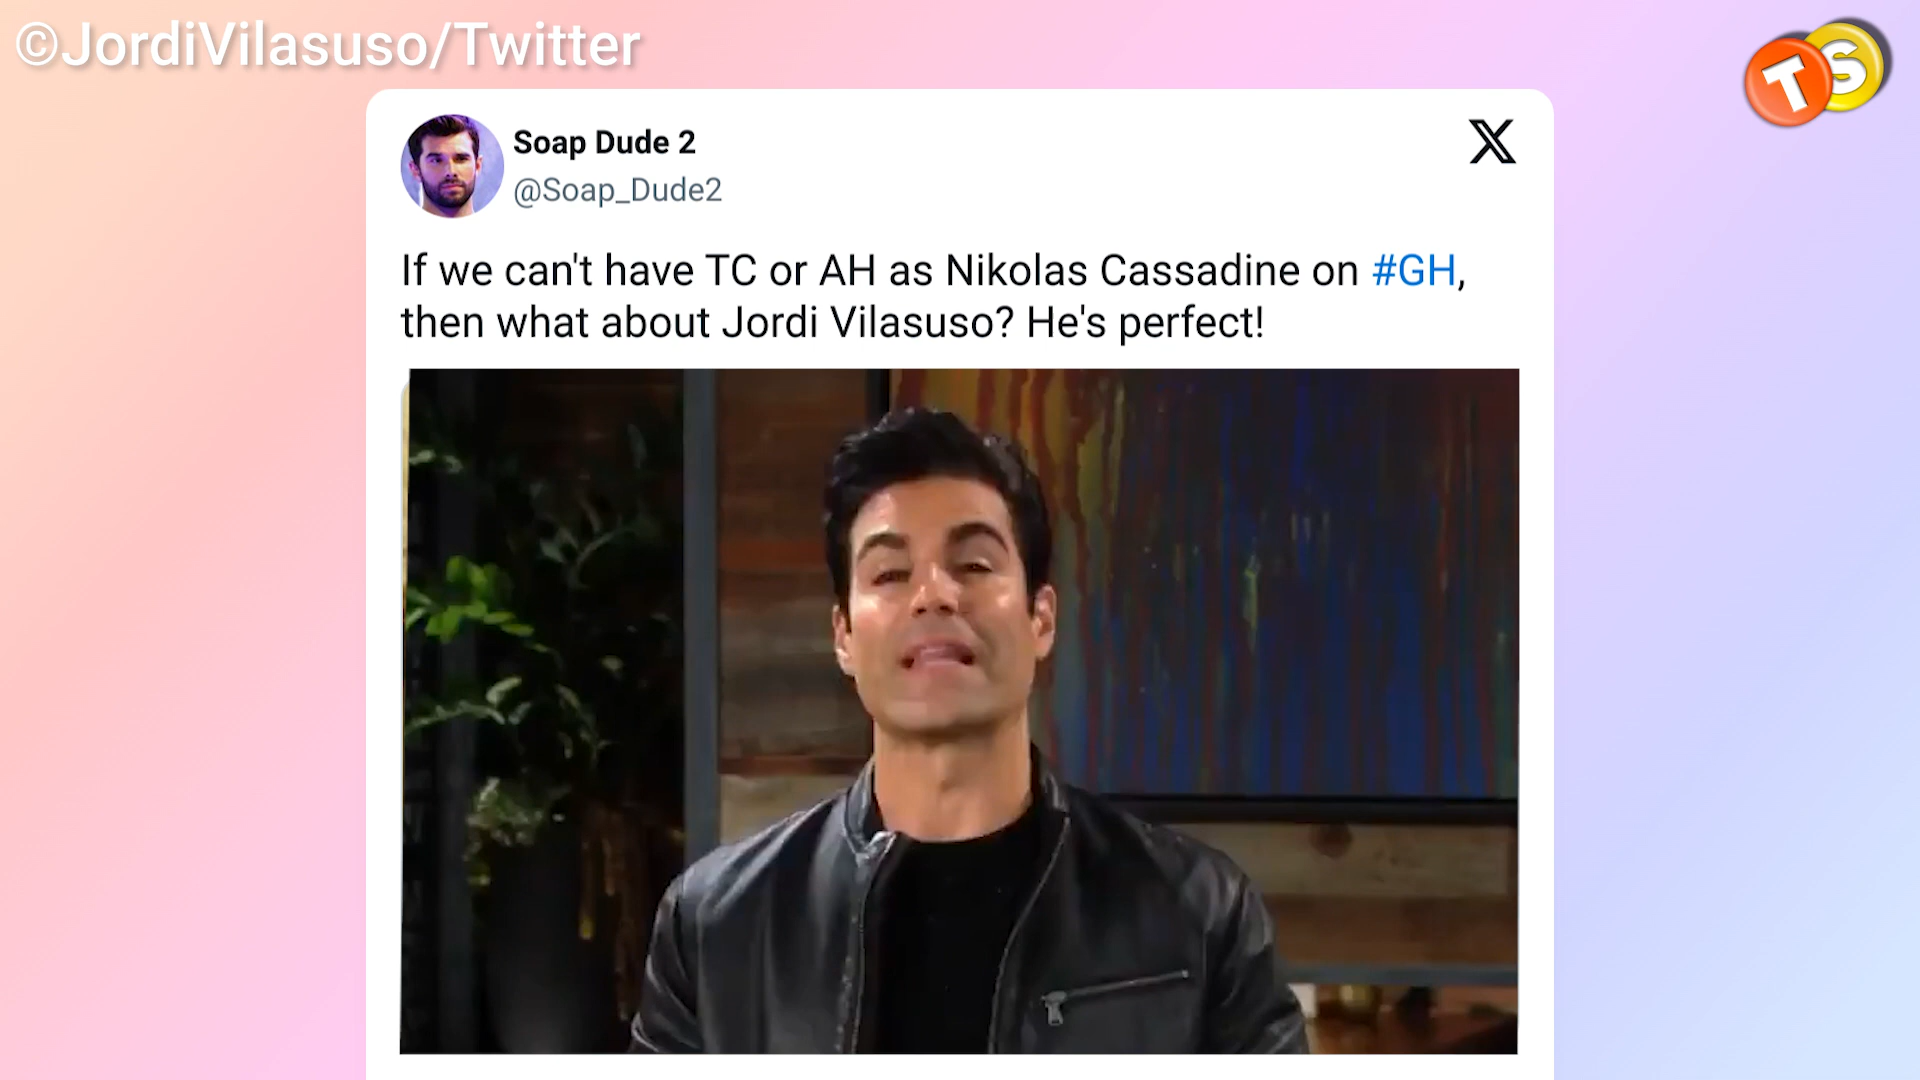 ©JordiVilasuso/Twitter
TS
Soap Dude 2
@Soap_Dude2
If we can't have TC or AH as Nikolas Cassadine on #GH,
then what about Jordi Vilasuso? He's perfect!